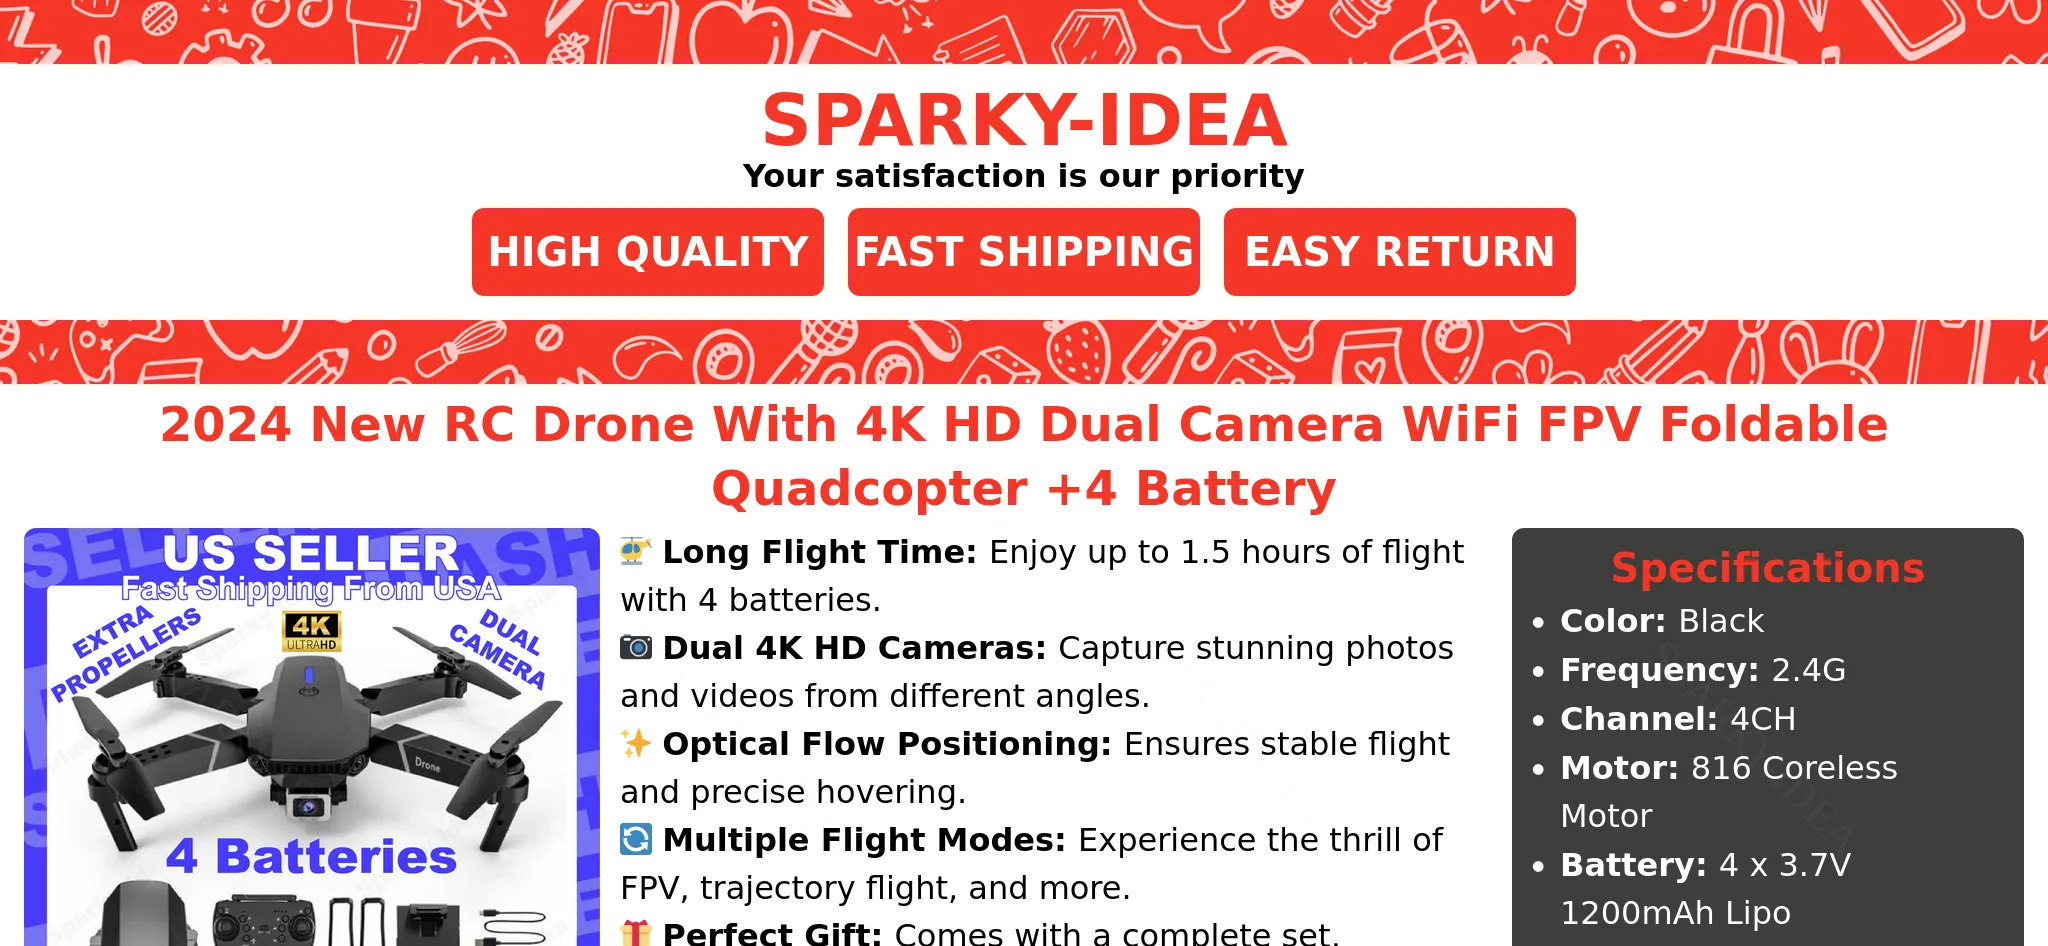 SPARKY-IDEA
Your satisfaction is our priority
HIGH QUALITY
FAST SHIPPING
EASY RETURN
2024 New RC Drone With 4K HD Dual Camera WiFi FPV Foldable
Quadcopter +4 Battery
US SELLER
Fast Shipping From USA
EXTRA
PROPELLERS
4K
ULTRAHD
DUAL
CAMERA
Drone
4 Batteries
🚁 Long Flight Time: Enjoy up to 1.5 hours of flight
with 4 batteries.
📷 Dual 4K HD Cameras: Capture stunning photos
and videos from different angles.
✨ Optical Flow Positioning: Ensures stable flight
and precise hovering.
🔄 Multiple Flight Modes: Experience the thrill of
FPV, trajectory flight, and more.
🎁 Perfect Gift: Comes with a complete set.
Specifications
• Color: Black
• Frequency: 2.4G
• Channel: 4CH
• Motor: 816 Coreless
Motor
• Battery: 4 x 3.7V
1200mAh Lipo